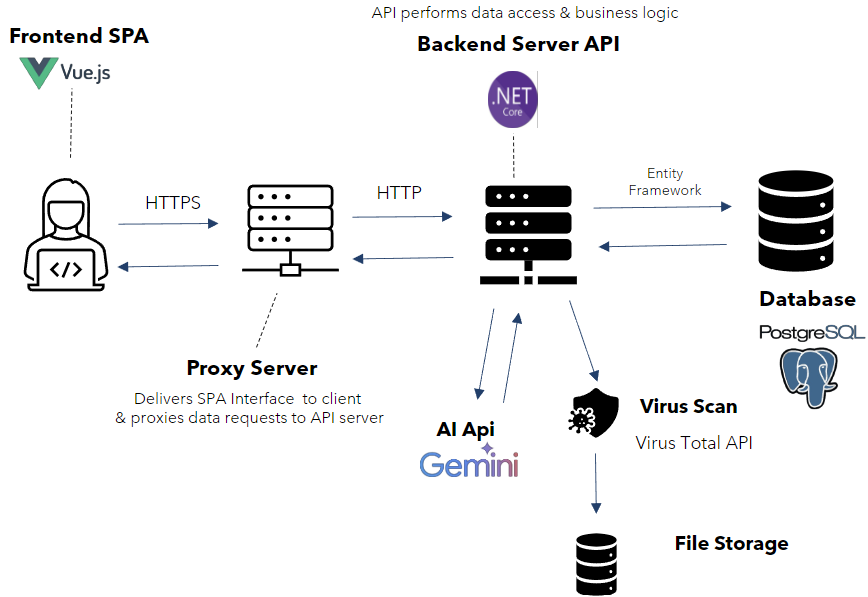 API performs data access & business logic
Frontend SPA
Backend Server API
Vue.js
.NET
Core
HTTPS
HTTP
Entity
Framework
</>
Database
PostgreSQL
Proxy Server
Delivers SPA Interface to client
& proxies data requests to API server
AI Api
Gemini
Virus Scan
Virus Total API
File Storage